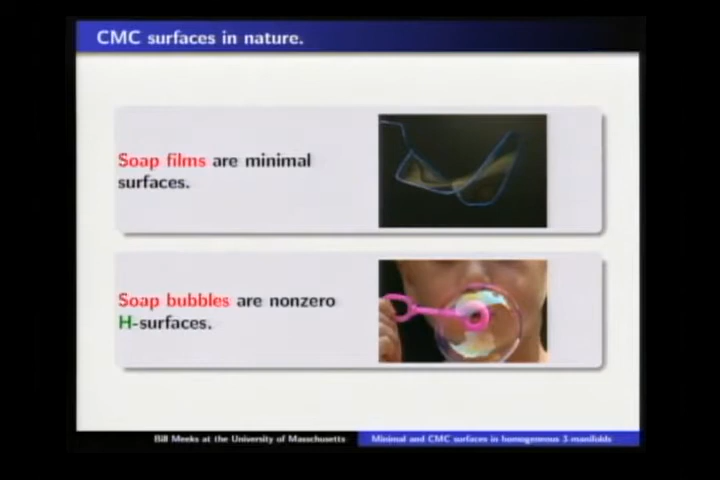 CMC surfaces in nature.
Soap films are minimal
surfaces.
Soap bubbles are nonzero
H-surfaces.
Bill Meeks at the University of Massachusetts
Minimal and CMC surfaces in homogenous 3-manifolds